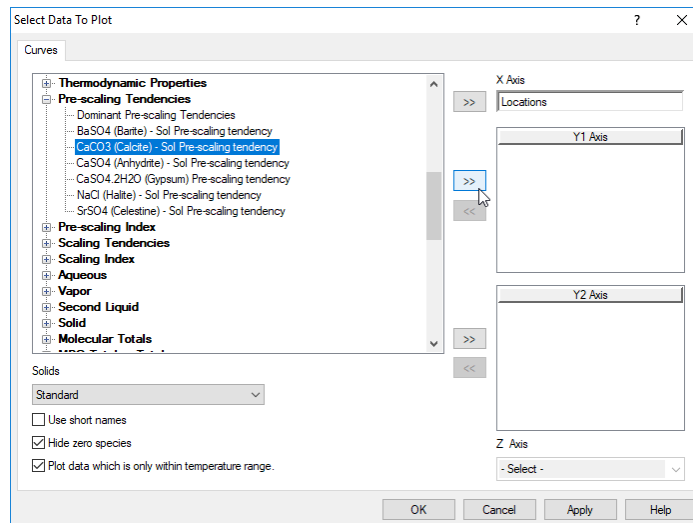 Select Data To Plot
?
Curves
Thermodynamic Properties
Pre-scaling Tendencies
Dominant Pre-scaling Tendencies
BaSO4 (Barite) - Sol Pre-scaling tendency
CaCO3 (Calcite) - Sol Pre-scaling tendency
CaSO4 (Anhydrite) - Sol Pre-scaling tendency
CaSO4.2H2O (Gypsum) Pre-scaling tendency
NaCl (Halite) - Sol Pre-scaling tendency
SrSO4 (Celestine) - Sol Pre-scaling tendency
Pre-scaling Index
Scaling Tendencies
Scaling Index
Aqueous
Vapor
Second Liquid
Solid
Molecular Totals
>>
X Axis
Locations
Y1 Axis
>>
<<
Y2 Axis
>>
<<
Solids
Standard
Use short names
Hide zero species
Plot data which is only within temperature range.
Z Axis
- Select -
OK
Cancel
Apply
Help